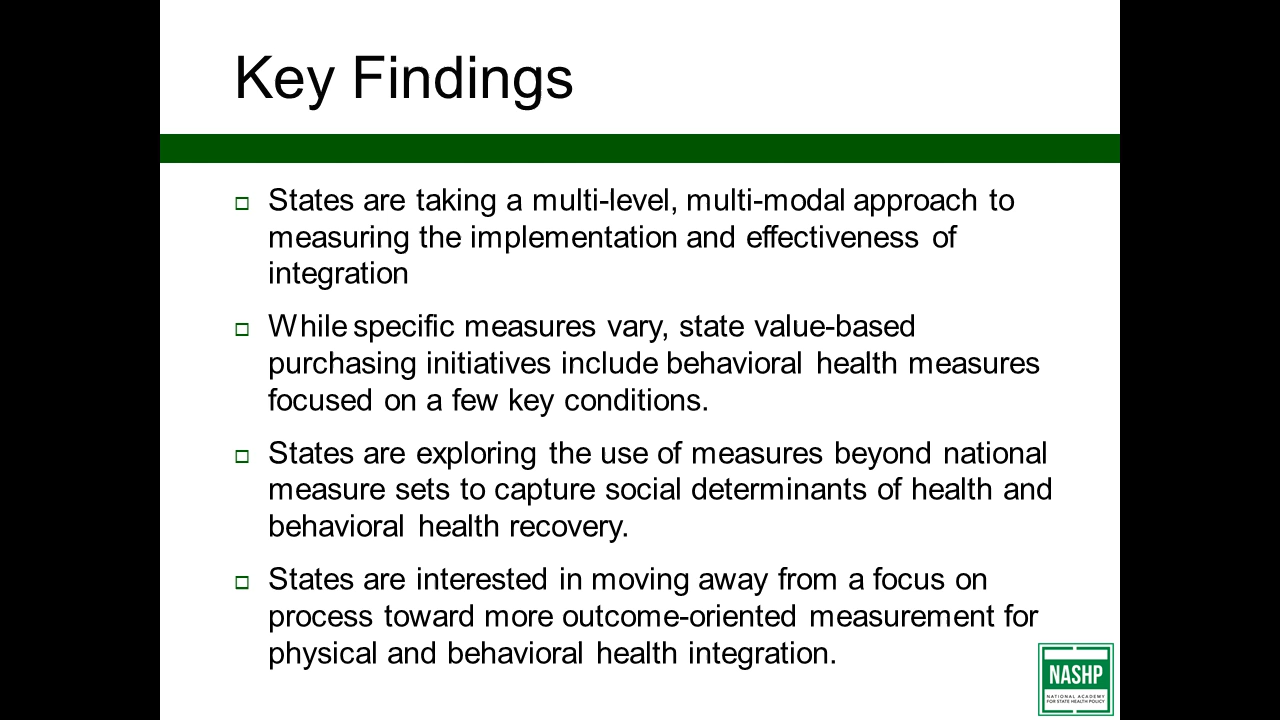 Key Findings
States are taking a multi-level, multi-modal approach to
measuring the implementation and effectiveness of
integration
While specific measures vary, state value-based
purchasing initiatives include behavioral health measures
focused on a few key conditions.
States are exploring the use of measures beyond national
measure sets to capture social determinants of health and
behavioral health recovery.
States are interested in moving away from a focus on
process toward more outcome-oriented measurement for
physical and behavioral health integration.
NASHP
NATIONAL ACADEMY
FOR STATE HEALTH POLICY